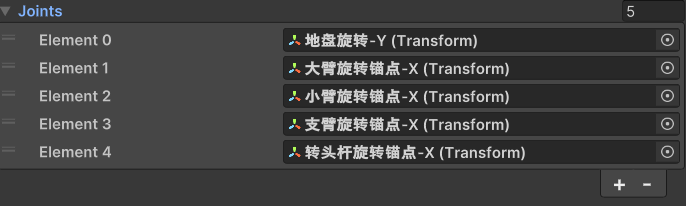 Joints 5
Element 0 地盘旋转-Y (Transform)
Element 1 大臂旋转锚点-X (Transform)
Element 2 小臂旋转锚点-X (Transform)
Element 3 支臂旋转锚点-X (Transform)
Element 4 转头杆旋转锚点-X (Transform)
+ -